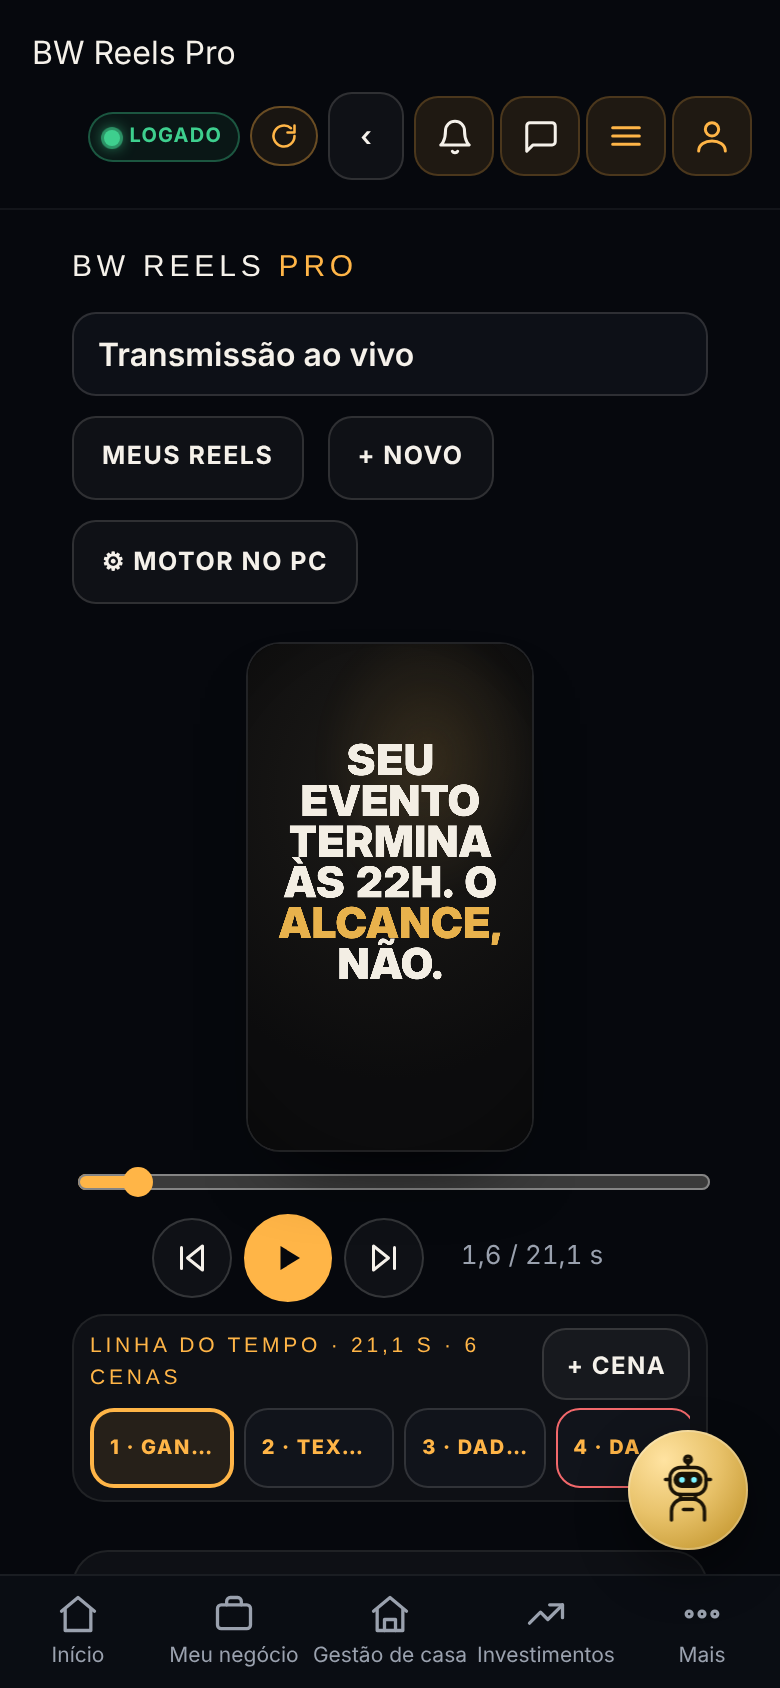 BW Reels Pro
LOGADO
‹
BW REELS PRO
Transmissão ao vivo
MEUS REELS
+ NOVO
⚙ MOTOR NO PC
SEU
EVENTO
TERMINA
ÀS 22H. O
ALCANCE,
NÃO.
1,6 / 21,1 s
LINHA DO TEMPO · 21,1 S · 6
CENAS
+ CENA
1 · GAN...
2 · TEX...
3 · DAD...
4 · DA
Início
Meu negócio
Gestão de casa
Investimentos
Mais